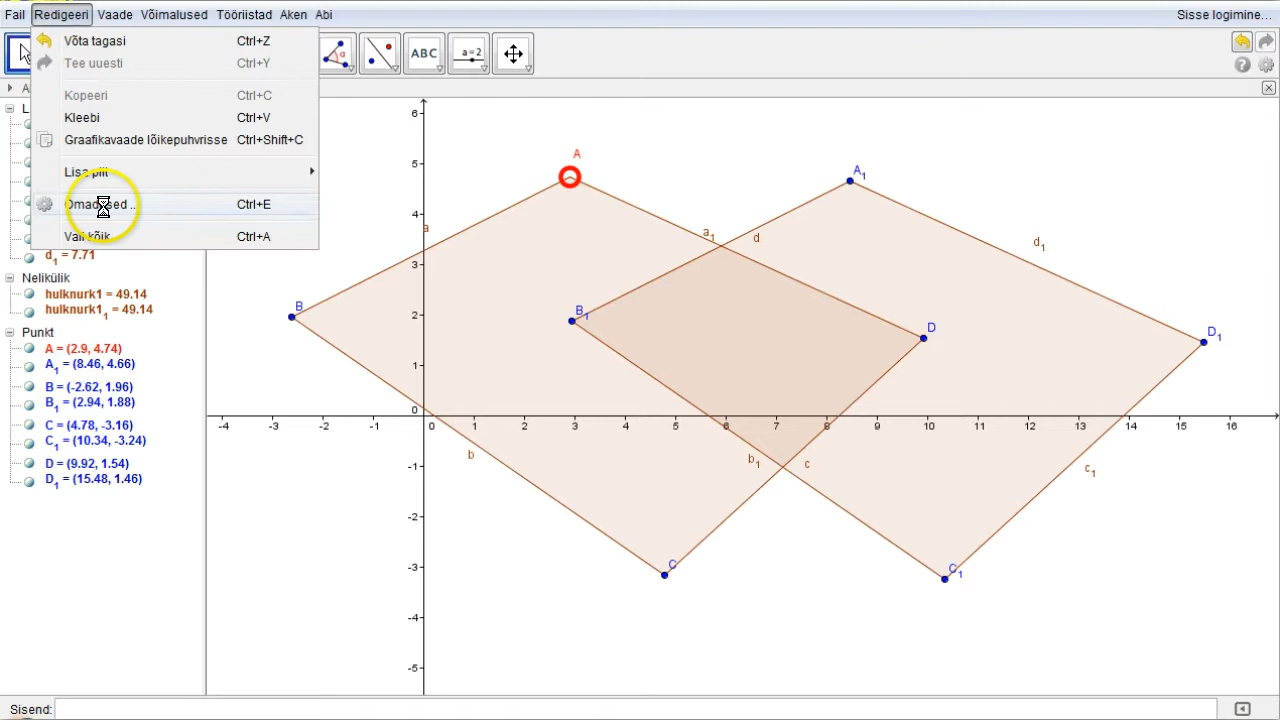 Fail Redigeeri Vaade Võimalused Tööriistad Aken Abi Sisse logimine...
Võta tagasi Ctrl+Z
Tee uuesti Ctrl+Y
Kopeeri Ctrl+C
Kleebi Ctrl+V
Graafikavaade lõikepuhvrisse Ctrl+Shift+C
Lisa pilt
Ctrl+E
Vali kõik Ctrl+A
ABC
a=2
α
d1 = 7.71
Nelikülik
hulknurk1 = 49.14
hulknurk1₁ = 49.14
Punkt
A = (2.9, 4.74)
A₁ = (8.46, 4.66)
B = (-2.62, 1.96)
B₁ = (2.94, 1.88)
C = (4.78, -3.16)
C₁ = (10.34, -3.24)
D = (9.92, 1.54)
D₁ = (15.48, 1.46)
6
5
4
3
2
1
0
-1
-2
-3
-4
-5
-4 -3 -2 -1 0 1 2 3 4 5 6 7 8 9 10 11 12 13 14 15 16
A
A₁
a
a₁
d
d₁
B
B₁
D
D₁
b
b₁
c
c₁
C
C₁
Sisend: